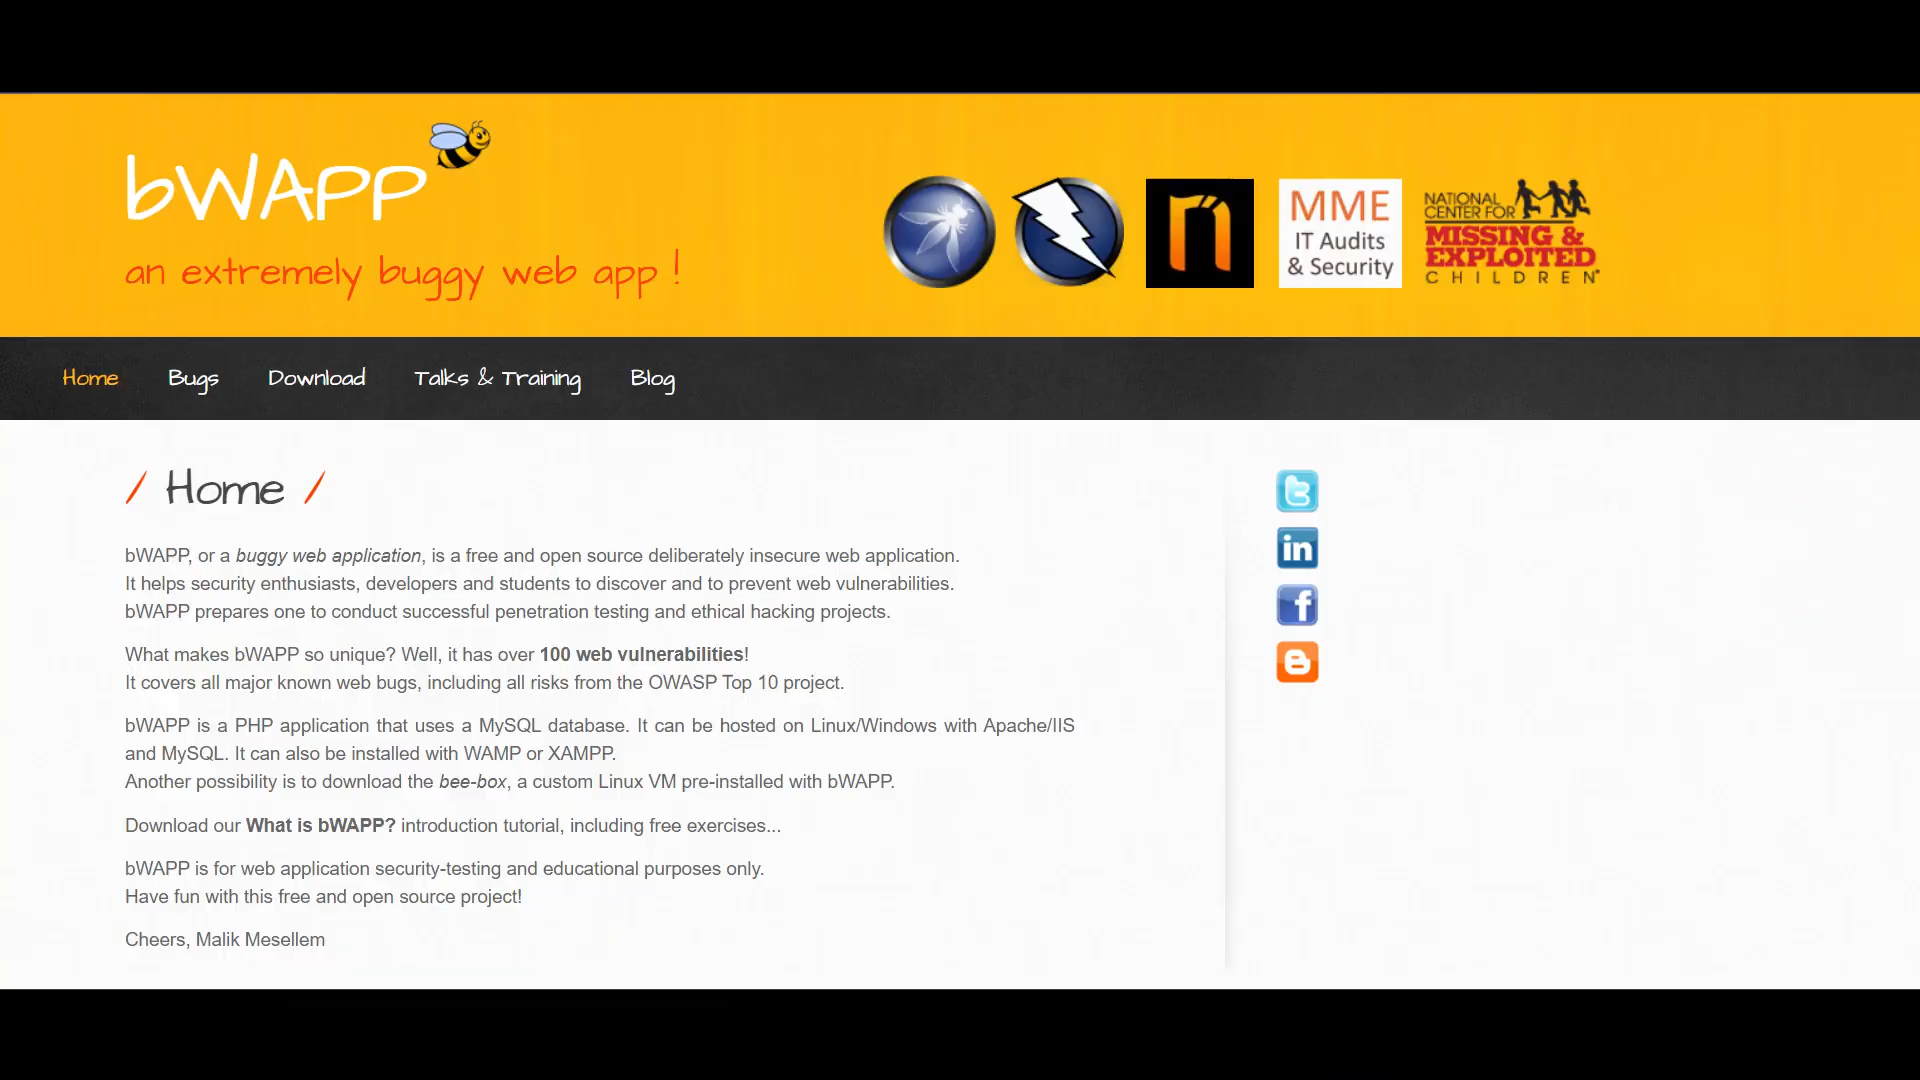 bWAPP
an extremely buggy web app !
MME
IT Audits
& Security
NATIONAL
CENTER FOR
MISSING &
EXPLOITED
CHILDREN®
Home
Bugs
Download
Talks & Training
Blog
/ Home /
bWAPP, or a buggy web application, is a free and open source deliberately insecure web application.
It helps security enthusiasts, developers and students to discover and to prevent web vulnerabilities.
bWAPP prepares one to conduct successful penetration testing and ethical hacking projects.
What makes bWAPP so unique? Well, it has over 100 web vulnerabilities!
It covers all major known web bugs, including all risks from the OWASP Top 10 project.
bWAPP is a PHP application that uses a MySQL database. It can be hosted on Linux/Windows with Apache/IIS
and MySQL. It can also be installed with WAMP or XAMPP.
Another possibility is to download the bee-box, a custom Linux VM pre-installed with bWAPP.
Download our What is bWAPP? introduction tutorial, including free exercises...
bWAPP is for web application security-testing and educational purposes only.
Have fun with this free and open source project!
Cheers, Malik Mesellem